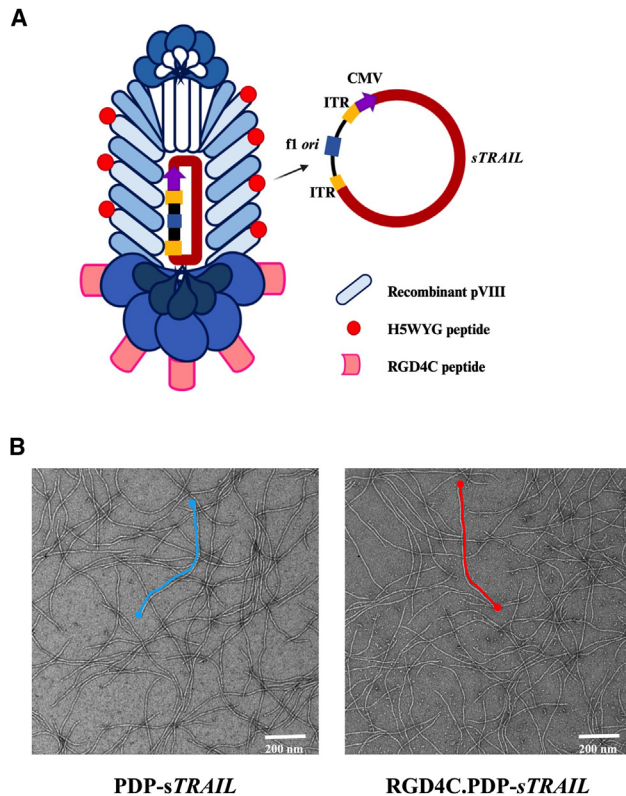 A
CMV
ITR
f1 ori
sTRAIL
ITR
Recombinant pVIII
H5WYG peptide
RGD4C peptide
B
200 nm
200 nm
PDP-sTRAIL
RGD4C.PDP-sTRAIL